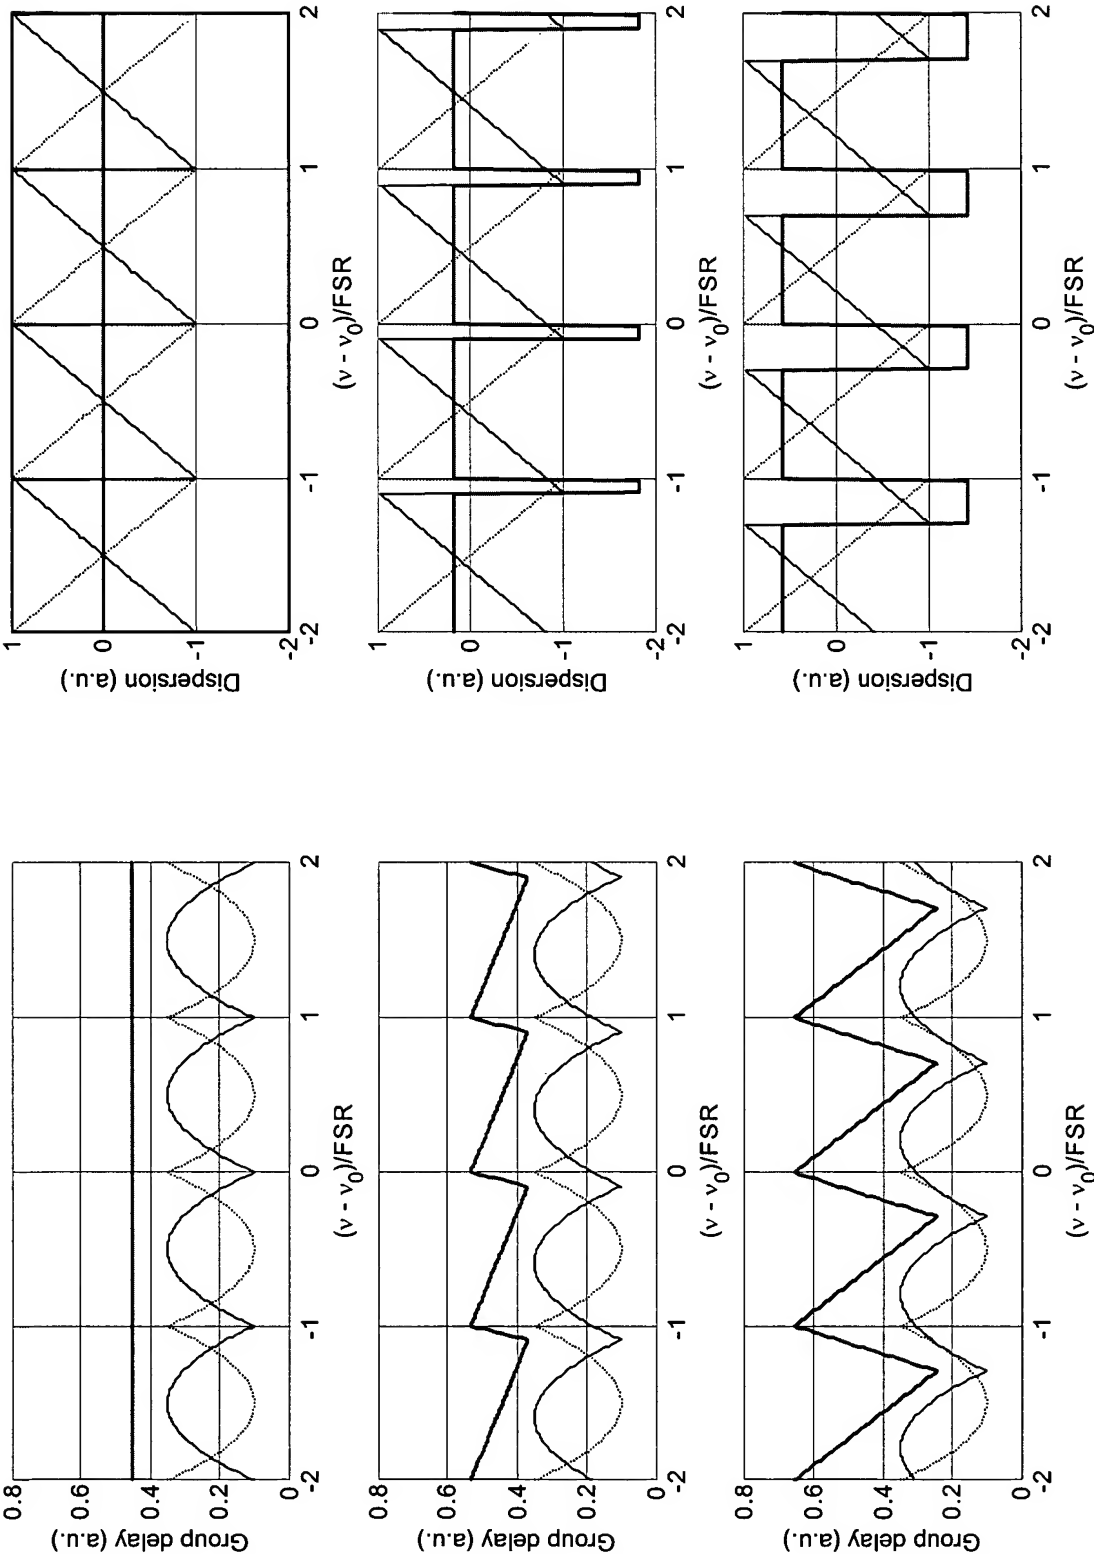 Group delay (a.u.)
0.8
0.6
0.4
0.2
0
-2 -1 0 1 2
(ν - ν₀)/FSR
Dispersion (a.u.)
1
0
-1
-2
-2 -1 0 1 2
(ν - ν₀)/FSR
Group delay (a.u.)
0.8
0.6
0.4
0.2
0
-2 -1 0 1 2
(ν - ν₀)/FSR
Dispersion (a.u.)
1
0
-1
-2
-2 -1 0 1 2
(ν - ν₀)/FSR
Group delay (a.u.)
0.8
0.6
0.4
0.2
0
-2 -1 0 1 2
(ν - ν₀)/FSR
Dispersion (a.u.)
1
0
-1
-2
-2 -1 0 1 2
(ν - ν₀)/FSR